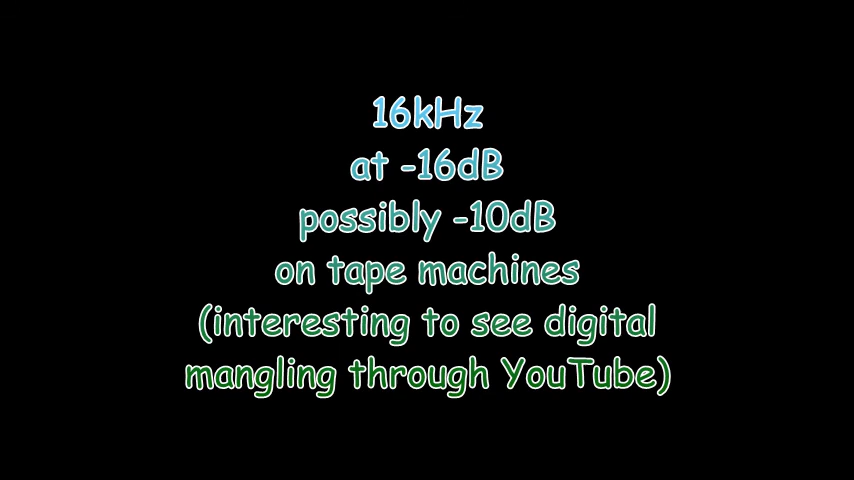 16kHz
at -16dB
possibly -10dB
on tape machines
(interesting to see digital
mangling through YouTube)